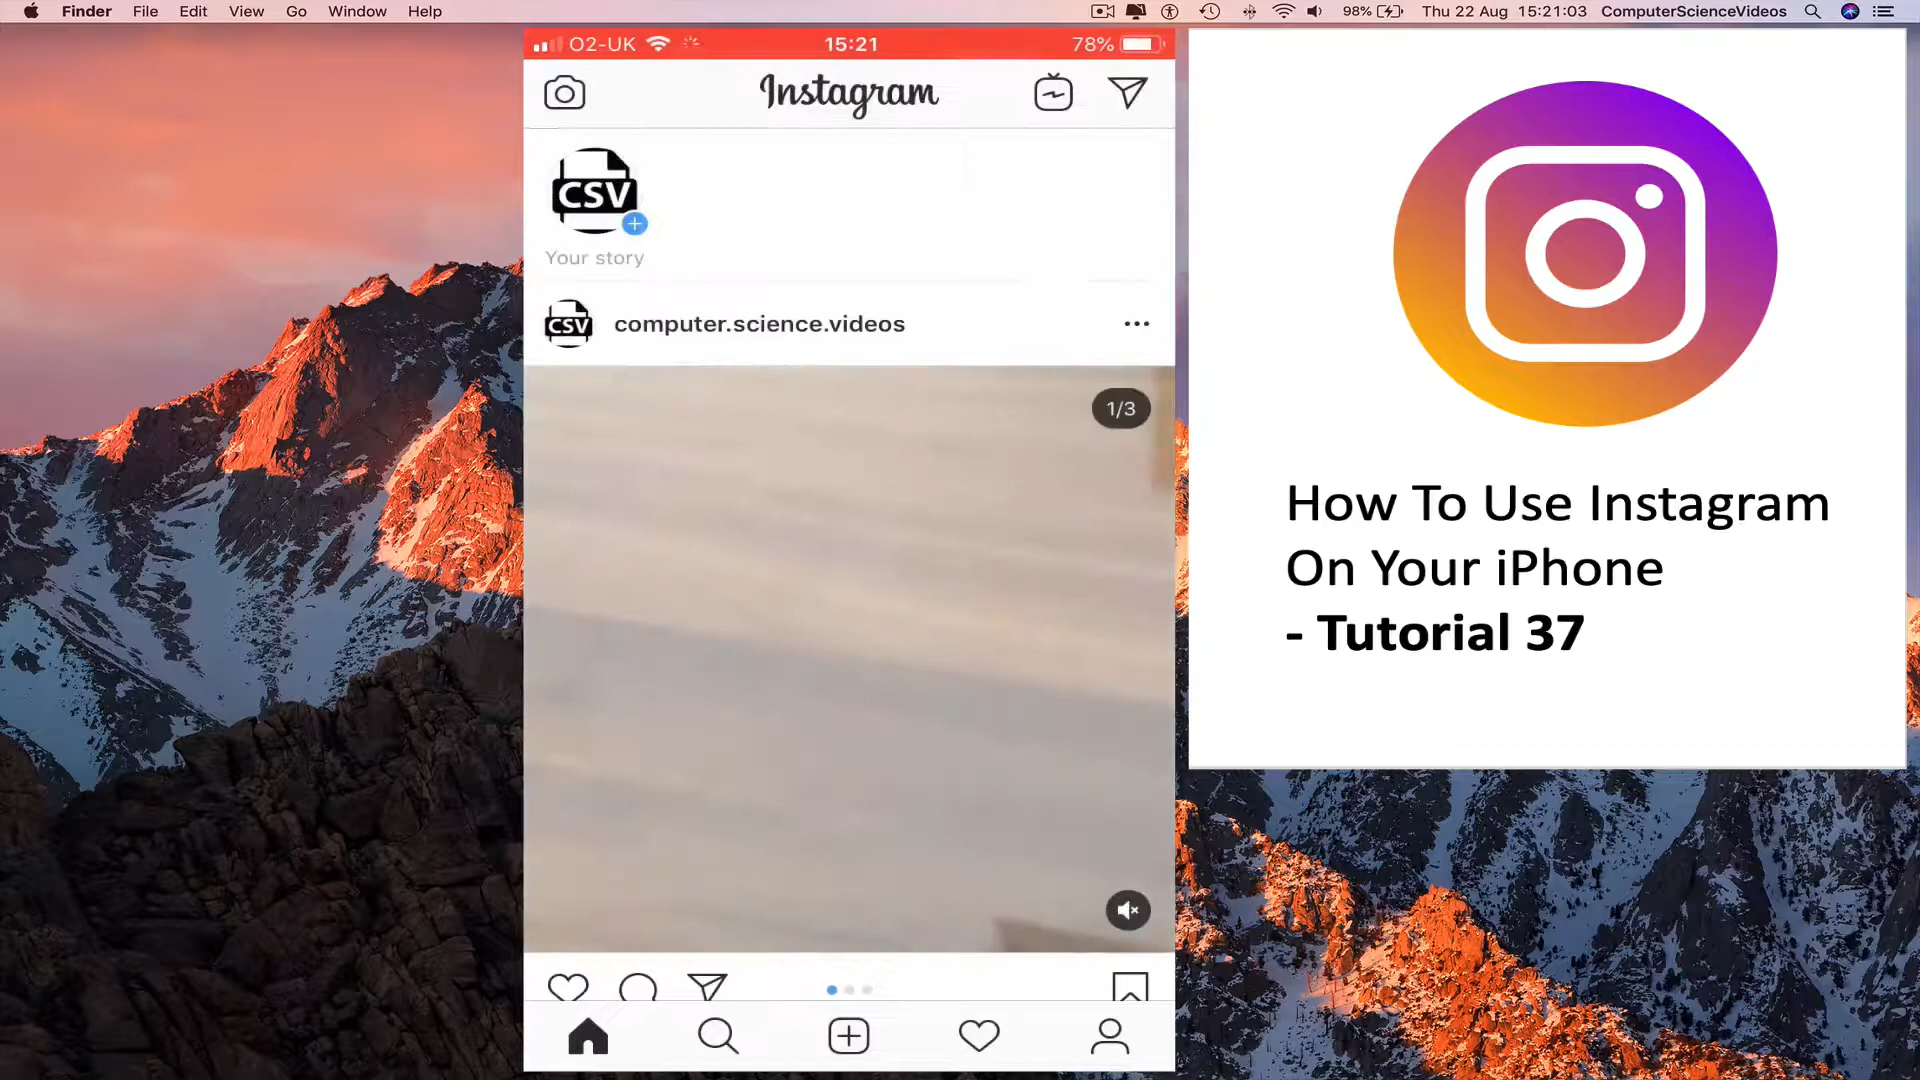 Finder File Edit View Go Window Help 98% Thu 22 Aug 15:21:03 ComputerScienceVideos
O2-UK 15:21 78%
Instagram
CSV
Your story
CSV computer.science.videos
1/3
How To Use Instagram
On Your iPhone
- Tutorial 37